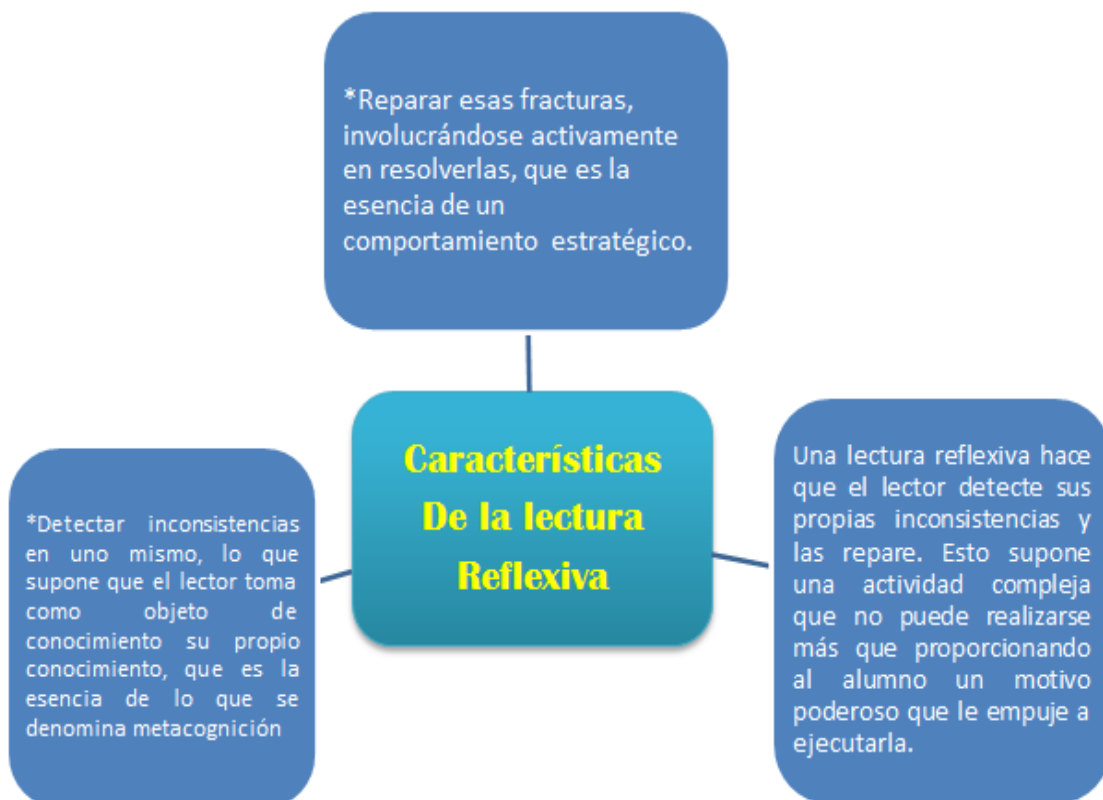 *Reparar esas fracturas,
involucrándose activamente
en resolverlas, que es la
esencia de un
comportamiento estratégico.
Características
De la lectura
Reflexiva
*Detectar inconsistencias
en uno mismo, lo que
supone que el lector toma
como objeto de
conocimiento su propio
conocimiento, que es la
esencia de lo que se
denomina metacognición
Una lectura reflexiva hace
que el lector detecte sus
propias inconsistencias y
las repare. Esto supone
una actividad compleja
que no puede realizarse
más que proporcionando
al alumno un motivo
poderoso que le empuje a
ejecutarla.